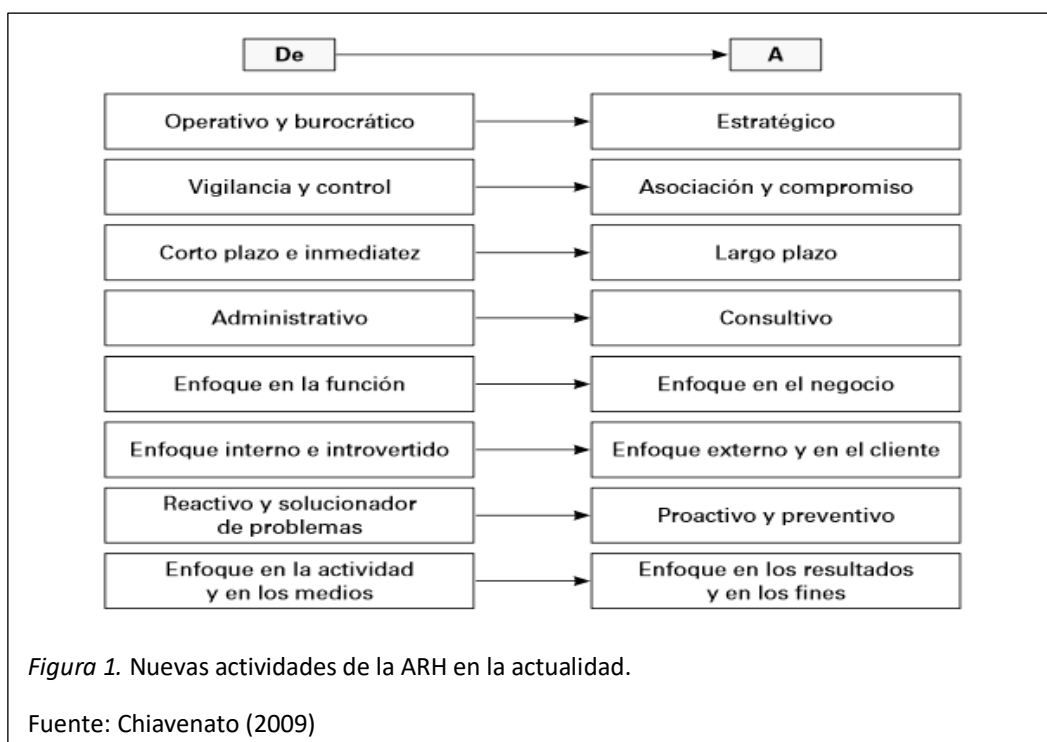 De A
Operativo y burocrático Estratégico
Vigilancia y control Asociación y compromiso
Corto plazo e inmediatez Largo plazo
Administrativo Consultivo
Enfoque en la función Enfoque en el negocio
Enfoque interno e introvertido Enfoque externo y en el cliente
Reactivo y solucionador
de problemas
Proactivo y preventivo
Enfoque en la actividad
y en los medios
Enfoque en los resultados
y en los fines
Figura 1. Nuevas actividades de la ARH en la actualidad.
Fuente: Chiavenato (2009)